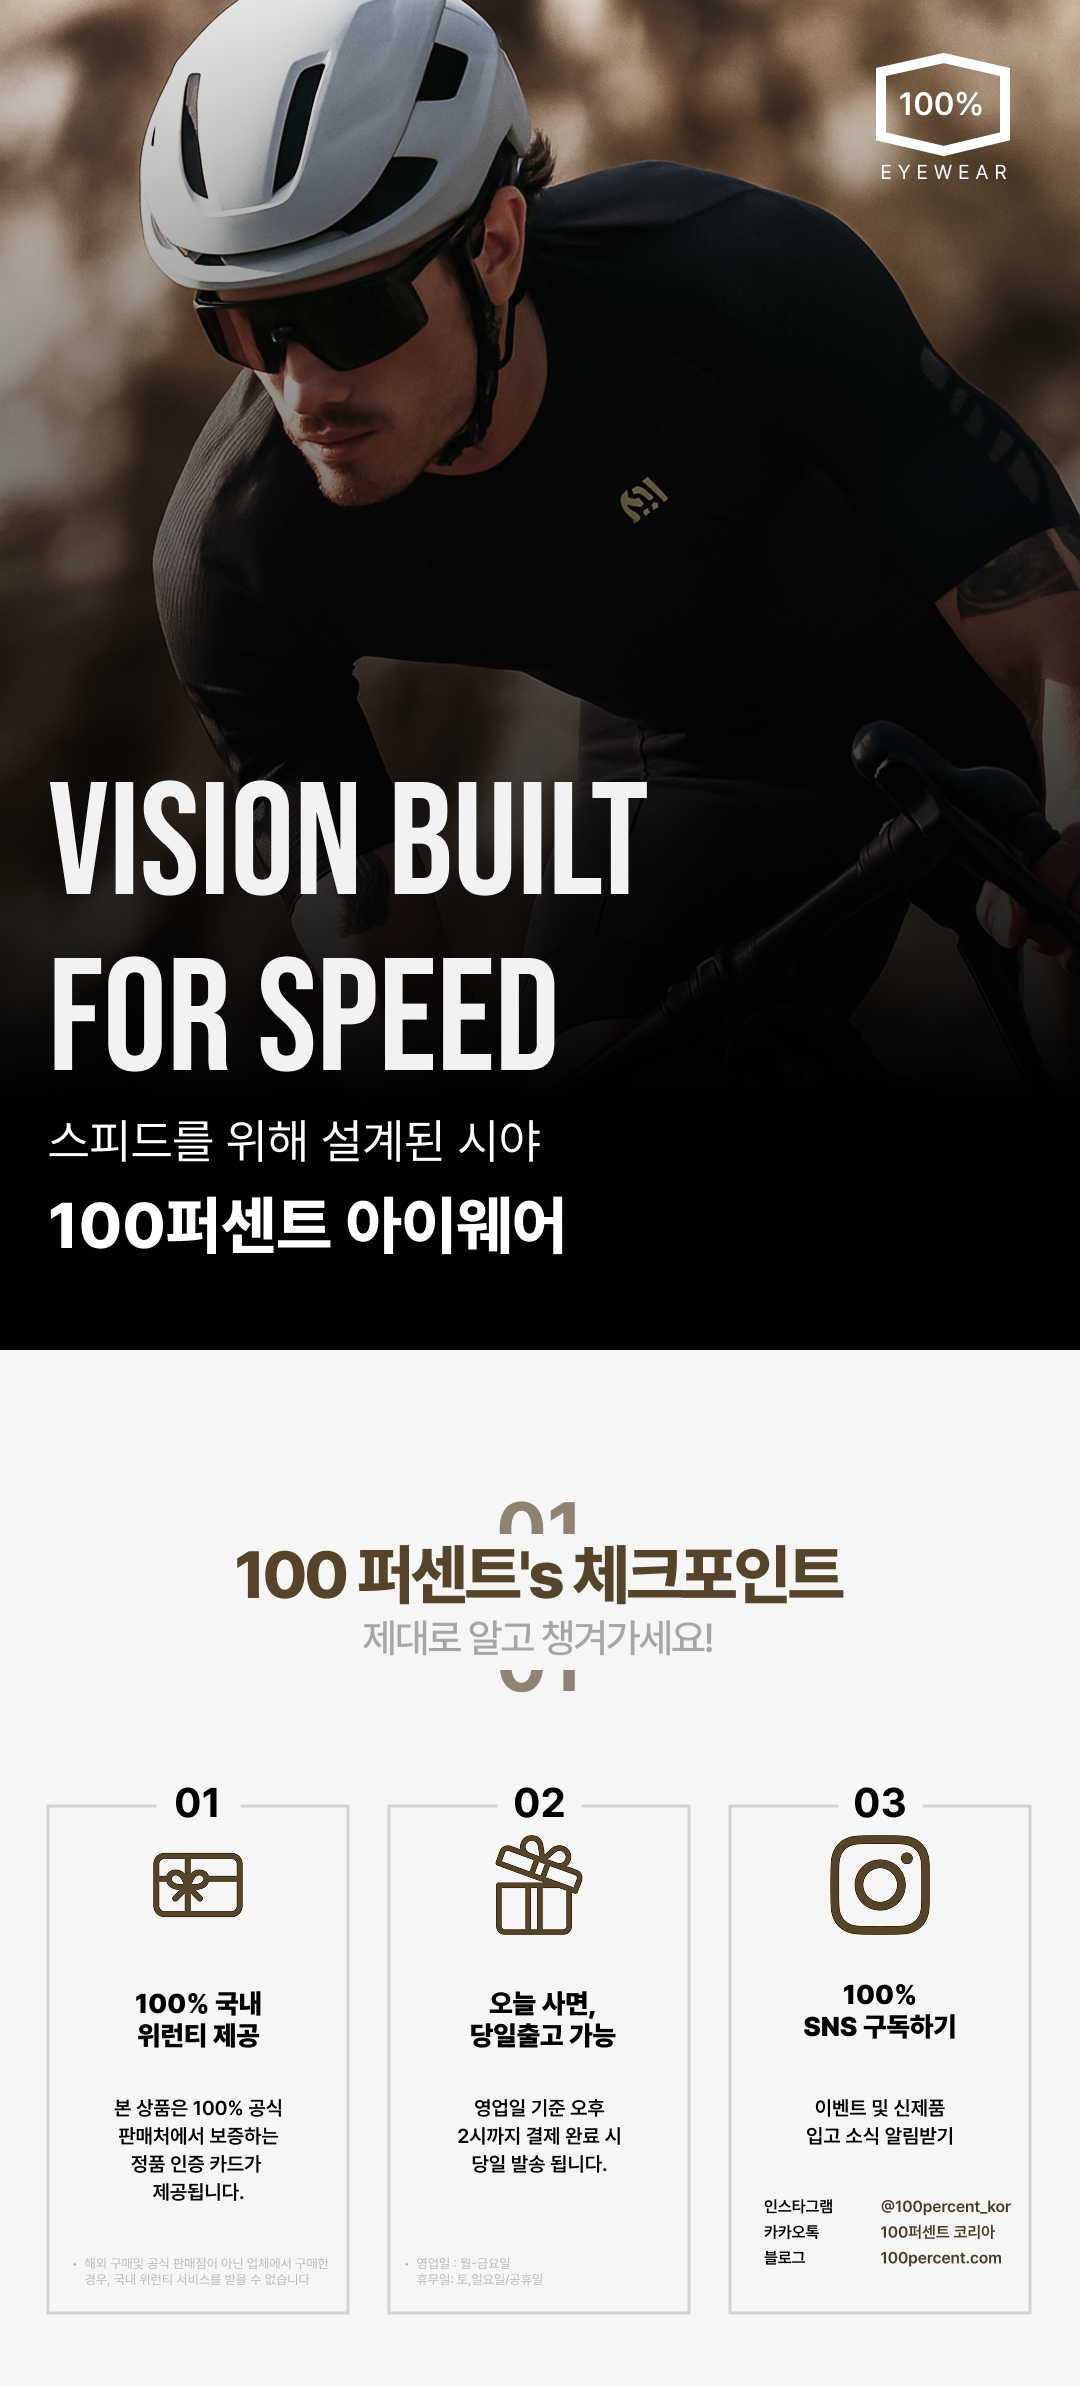 100%
EYEWEAR
VISION BUILT
FOR SPEED
스피드를 위해 설계된 시야
100퍼센트 아이웨어
01
100 퍼센트's 체크포인트
제대로 알고 챙겨가세요!
01
100% 국내
위런티 제공
본 상품은 100% 공식
판매처에서 보증하는
정품 인증 카드가
제공됩니다.
• 해외 구매및 공식 판매점이 아닌 업체에서 구매한
경우, 국내 위런티 서비스를 받을 수 없습니다
02
오늘 사면,
당일출고 가능
영업일 기준 오후
2시까지 결제 완료 시
당일 발송 됩니다.
• 영업일 : 월-금요일
휴무일: 토,일요일/공휴일
03
100%
SNS 구독하기
이벤트 및 신제품
입고 소식 알림받기
인스타그램 @100percent_kor
카카오톡 100퍼센트 코리아
블로그 100percent.com